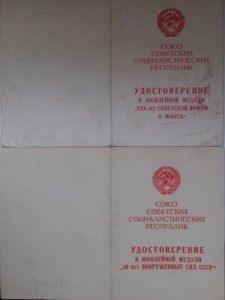 СОЮЗ
СОВЕТСКИХ
СОЦИАЛИСТИЧЕСКИХ
РЕСПУБЛИК
УДОСТОВЕРЕНИЕ
К ЮБИЛЕЙНОЙ МЕДАЛИ
„XXX ЛЕТ СОВЕТСКОЙ АРМИИ
И ФЛОТА“
СОЮЗ
СОВЕТСКИХ
СОЦИАЛИСТИЧЕСКИХ
РЕСПУБЛИК
УДОСТОВЕРЕНИЕ
К ЮБИЛЕЙНОЙ МЕДАЛИ
„40 ЛЕТ ВООРУЖЕННЫХ СИЛ СССР“